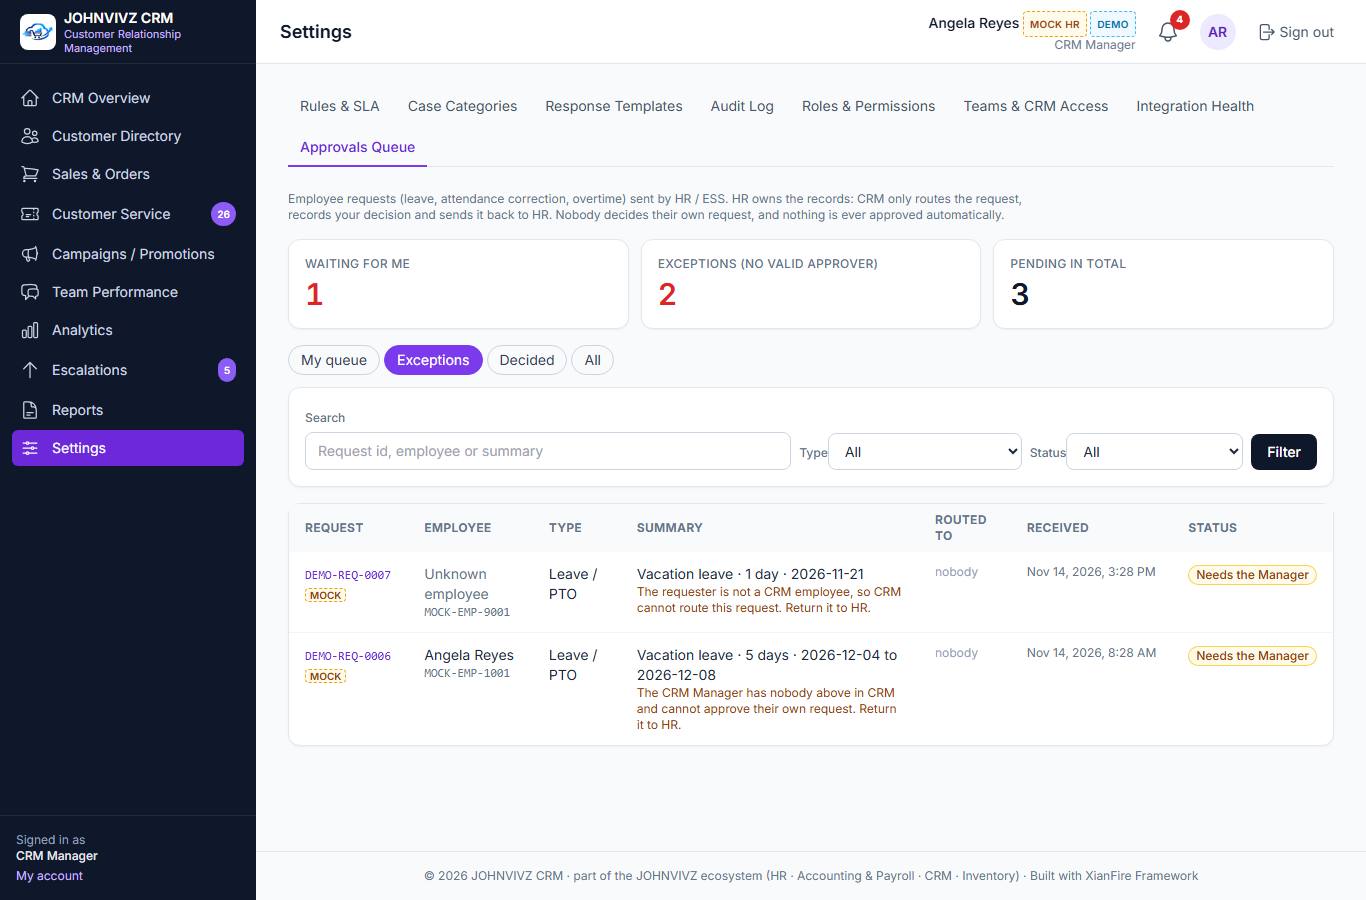 JOHNVIVZ CRM
Customer Relationship
Management
CRM Overview
Customer Directory
Sales & Orders
Customer Service 26
Campaigns / Promotions
Team Performance
Analytics
Escalations 5
Reports
Settings
Signed in as
CRM Manager
My account
Settings
Angela Reyes MOCK HR DEMO
CRM Manager
4
AR
Sign out
Rules & SLA Case Categories Response Templates Audit Log Roles & Permissions Teams & CRM Access Integration Health
Approvals Queue
Employee requests (leave, attendance correction, overtime) sent by HR / ESS. HR owns the records: CRM only routes the request,
records your decision and sends it back to HR. Nobody decides their own request, and nothing is ever approved automatically.
WAITING FOR ME
1
EXCEPTIONS (NO VALID APPROVER)
2
PENDING IN TOTAL
3
My queue Exceptions Decided All
Search
Request id, employee or summary Type All Status All Filter
REQUEST EMPLOYEE TYPE SUMMARY ROUTED TO RECEIVED STATUS
DEMO-REQ-0007
MOCK
Unknown
employee
MOCK-EMP-9001
Leave /
PTO
Vacation leave · 1 day · 2026-11-21
The requester is not a CRM employee, so CRM
cannot route this request. Return it to HR.
nobody
Nov 14, 2026, 3:28 PM
Needs the Manager
DEMO-REQ-0006
MOCK
Angela Reyes
MOCK-EMP-1001
Leave /
PTO
Vacation leave · 5 days · 2026-12-04 to
2026-12-08
The CRM Manager has nobody above in CRM
and cannot approve their own request. Return
it to HR.
nobody
Nov 14, 2026, 8:28 AM
Needs the Manager
© 2026 JOHNVIVZ CRM · part of the JOHNVIVZ ecosystem (HR · Accounting & Payroll · CRM · Inventory) · Built with XianFire Framework